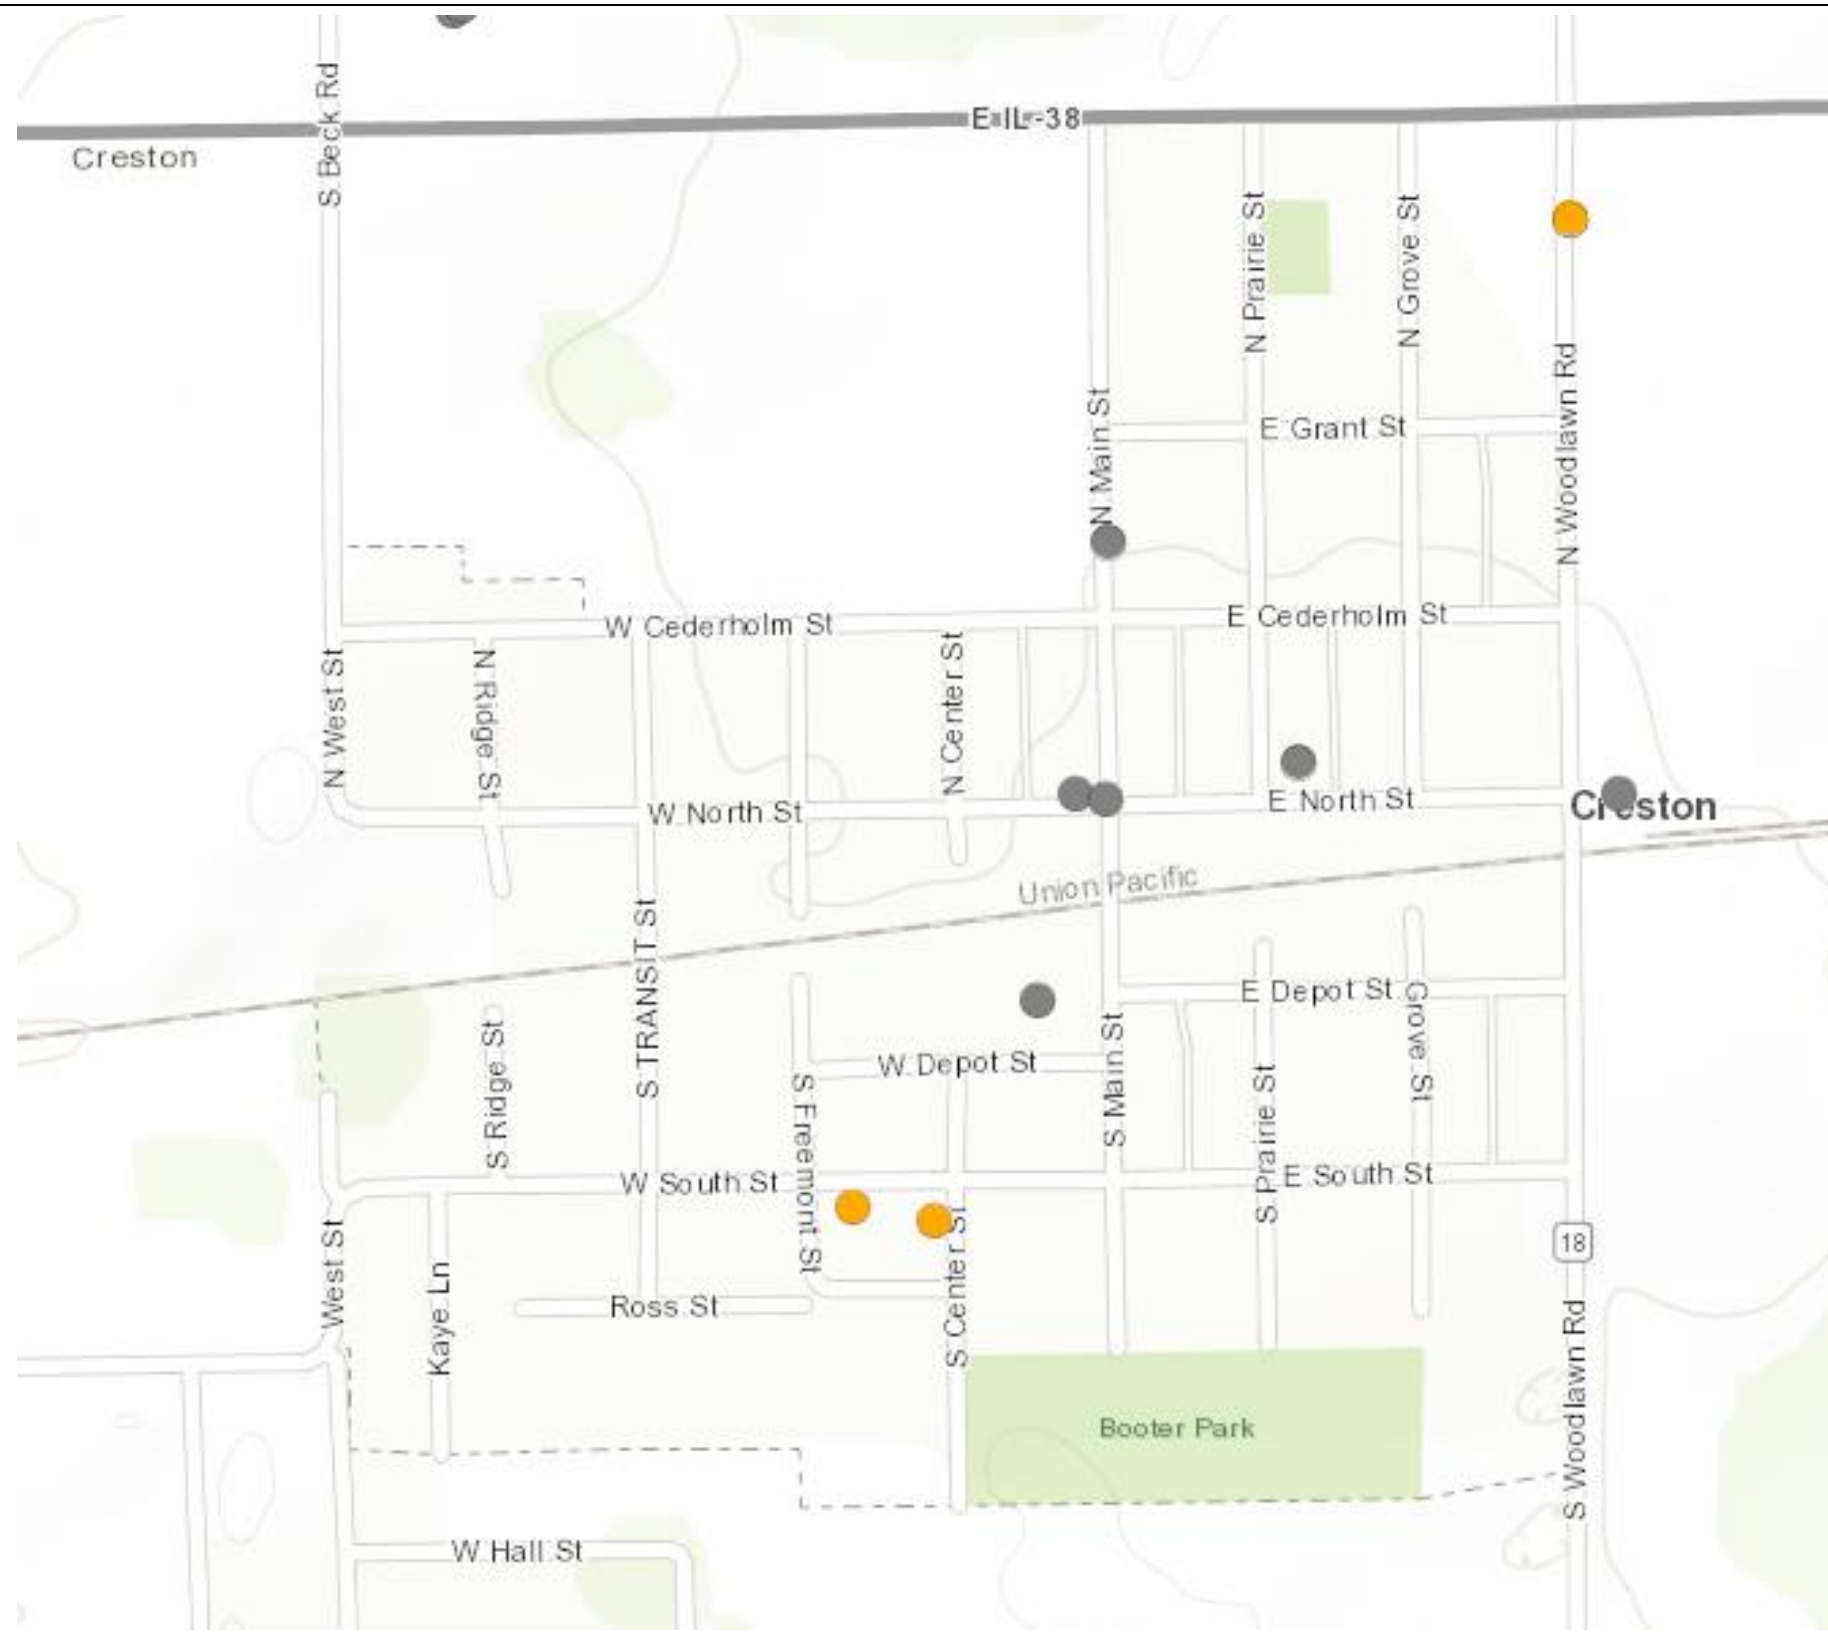 S Beck Rd
E IL-38
Creston
N Prairie St
N Grove St
N Woodlawn Rd
N Main St
E Grant St
W Cederholm St
E Cederholm St
N West St
N Ridge St
N Center St
W North St
E North St
Creston
Union Pacific
S TRANSIT St
E Depot St
Grove St
S Ridge St
W Depot St
S Main St
S Prairie St
S Freemont St
W South St
E South St
18
West St
Kaye Ln
S Center St
Ross St
S Woodlawn Rd
Booter Park
W Hall St